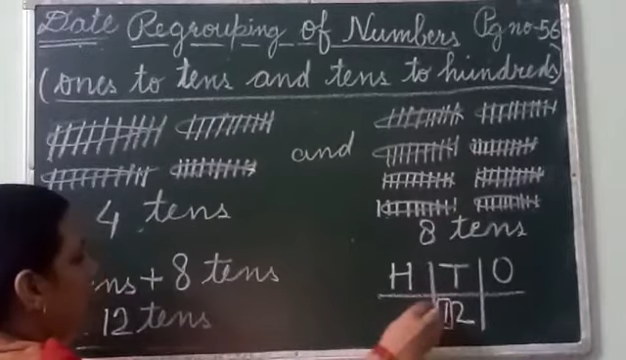 Date Regrouping of Numbers Pg no-56
(ones to tens and tens to hundreds)
and
4 tens
8 tens
+ 8 tens
12 tens
H T O
12